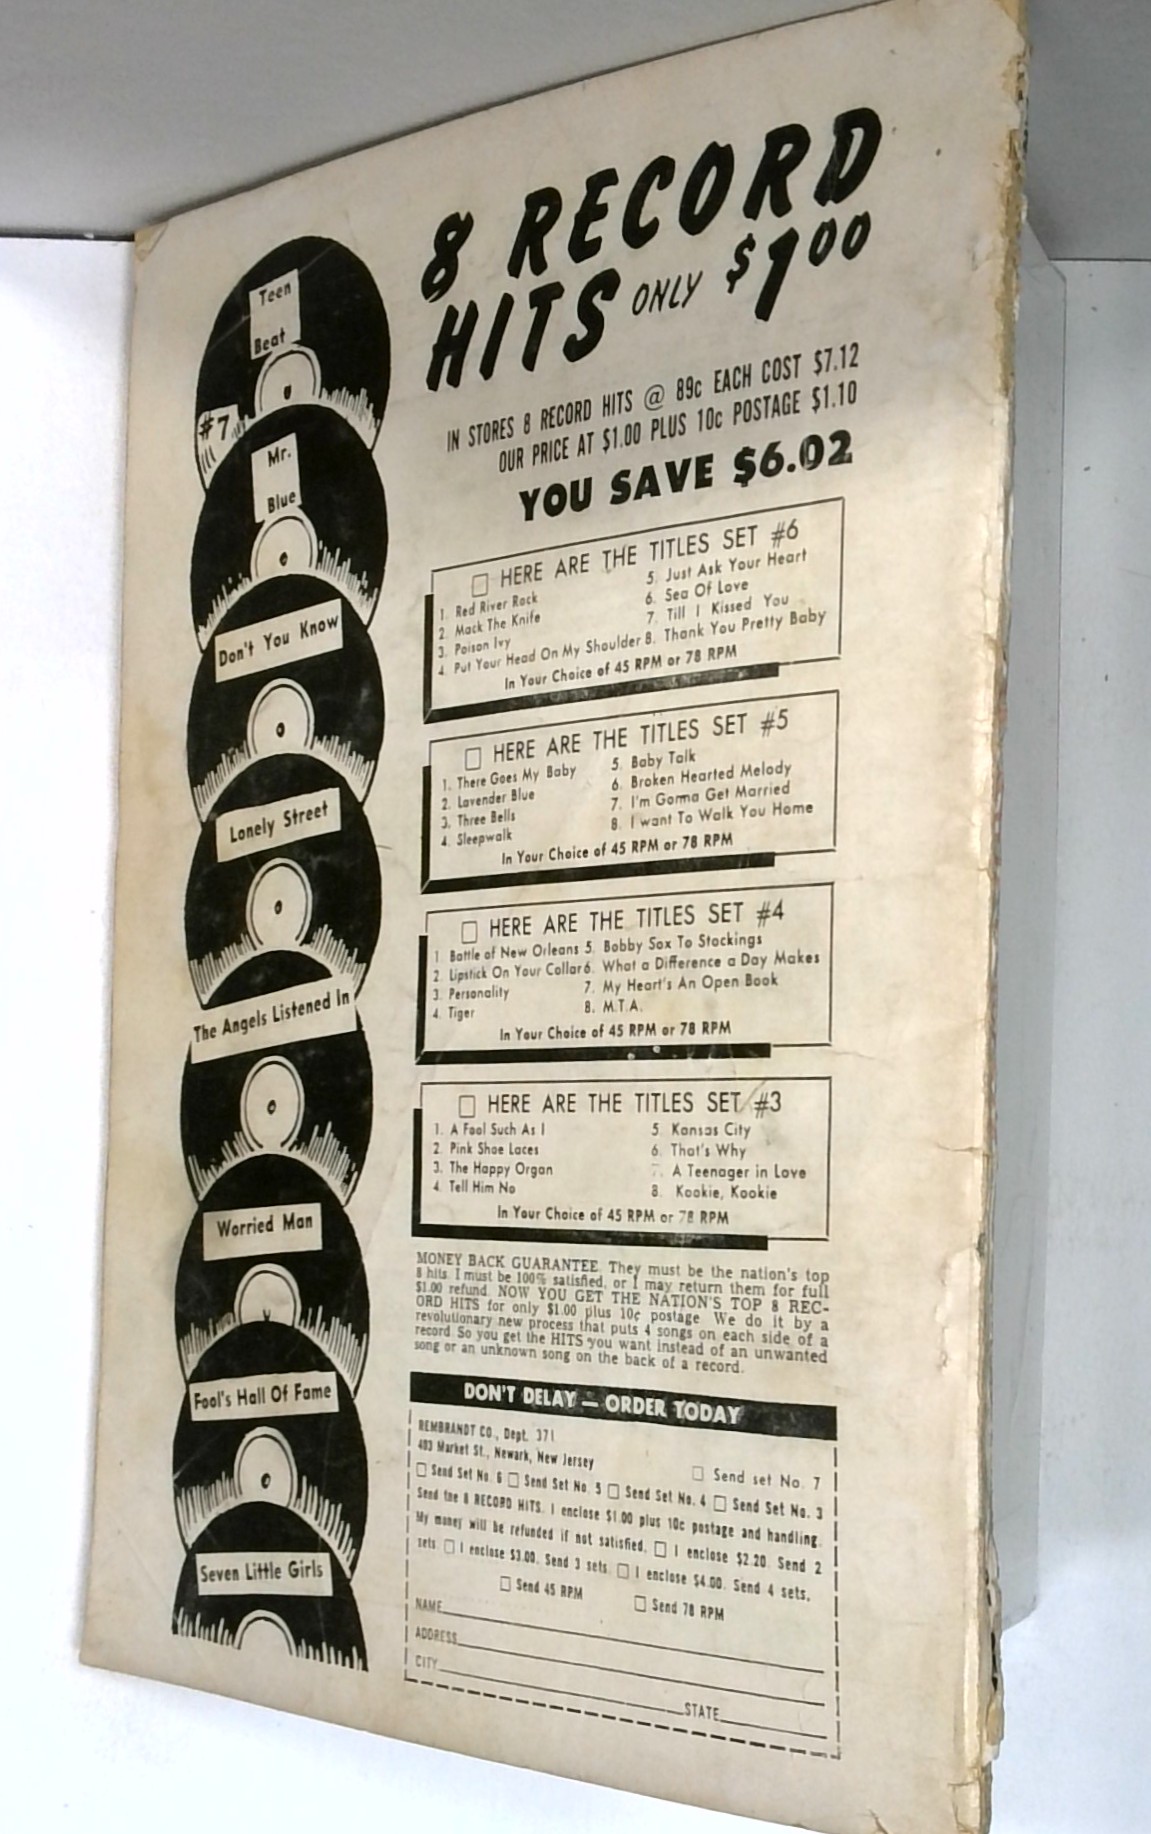 8 RECORD
HITS ONLY $1.00
IN STORES 8 RECORD HITS @ 89c EACH COST $7.12
OUR PRICE AT $1.00 PLUS 10c POSTAGE $1.10
YOU SAVE $6.02
#7
Teen
Beat
Mr.
Blue
Don't You Know
Lonely Street
The Angels Listened In
Worried Man
Fool's Hall Of Fame
Seven Little Girls
HERE ARE THE TITLES SET #6
1. Red River Rock
2. Mack The Knife
3. Poison Ivy
4. Put Your Head On My Shoulder
5. Just Ask Your Heart
6. Sea Of Love
7. Till I Kissed You
8. Thank You Pretty Baby
In Your Choice of 45 RPM or 78 RPM
HERE ARE THE TITLES SET #5
1. There Goes My Baby
2. Lavender Blue
3. Three Bells
4. Sleepwalk
5. Baby Talk
6. Broken Hearted Melody
7. I'm Gonna Get Married
8. I want To Walk You Home
In Your Choice of 45 RPM or 78 RPM
HERE ARE THE TITLES SET #4
1. Battle of New Orleans
2. Lipstick On Your Collar
3. Personality
4. Tiger
5. Bobby Sox To Stockings
6. What a Difference a Day Makes
7. My Heart's An Open Book
8. M.T.A.
In Your Choice of 45 RPM or 78 RPM
HERE ARE THE TITLES SET #3
1. A Fool Such As I
2. Pink Shoe Laces
3. The Happy Organ
4. Tell Him No
5. Kansas City
6. That's Why
7. A Teenager in Love
8. Kookie, Kookie
In Your Choice of 45 RPM or 78 RPM
MONEY BACK GUARANTEE. They must be the nation's top
8 hits. I must be 100% satisfied, or I may return them for full
$1.00 refund. NOW YOU GET THE NATION'S TOP 8 REC-
ORD HITS for only $1.00 plus 10c postage. We do it by a
revolutionary new process that puts 4 songs on each side of a
record. So you get the HITS you want instead of an unwanted
song or an unknown song on the back of a record.
DON'T DELAY — ORDER TODAY
REMBRANDT CO., Dept. 371
403 Market St., Newark, New Jersey
Send set No. 7
Send Set No. 6 Send Set No. 5 Send Set No. 4 Send Set No. 3
Send the 8 RECORD HITS. I enclose $1.00 plus 10c postage and handling.
My money will be refunded if not satisfied. I enclose $2.20. Send 2
sets. I enclose $3.00. Send 3 sets. I enclose $4.00. Send 4 sets.
Send 45 RPM Send 78 RPM
NAME
ADDRESS
CITY STATE